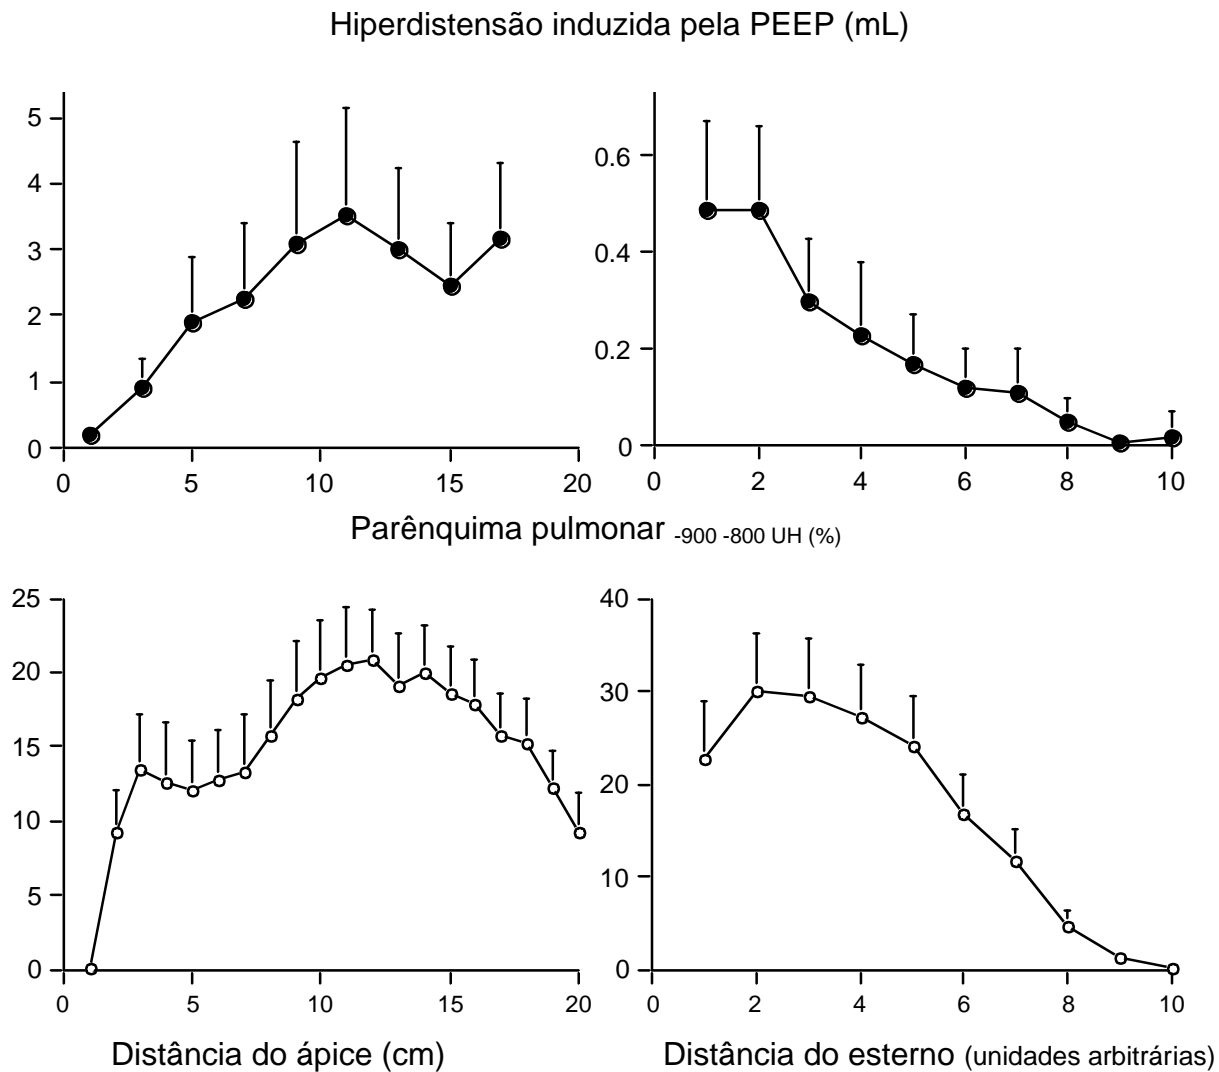 Hiperdistensão induzida pela PEEP (mL)
5
4
3
2
1
0
0 5 10 15 20
0.6
0.4
0.2
0
0 2 4 6 8 10
Parênquima pulmonar -900 -800 UH (%)
25
20
15
10
5
0
0 5 10 15 20
40
30
20
10
0
0 2 4 6 8 10
Distância do ápice (cm)
Distância do esterno (unidades arbitrárias)